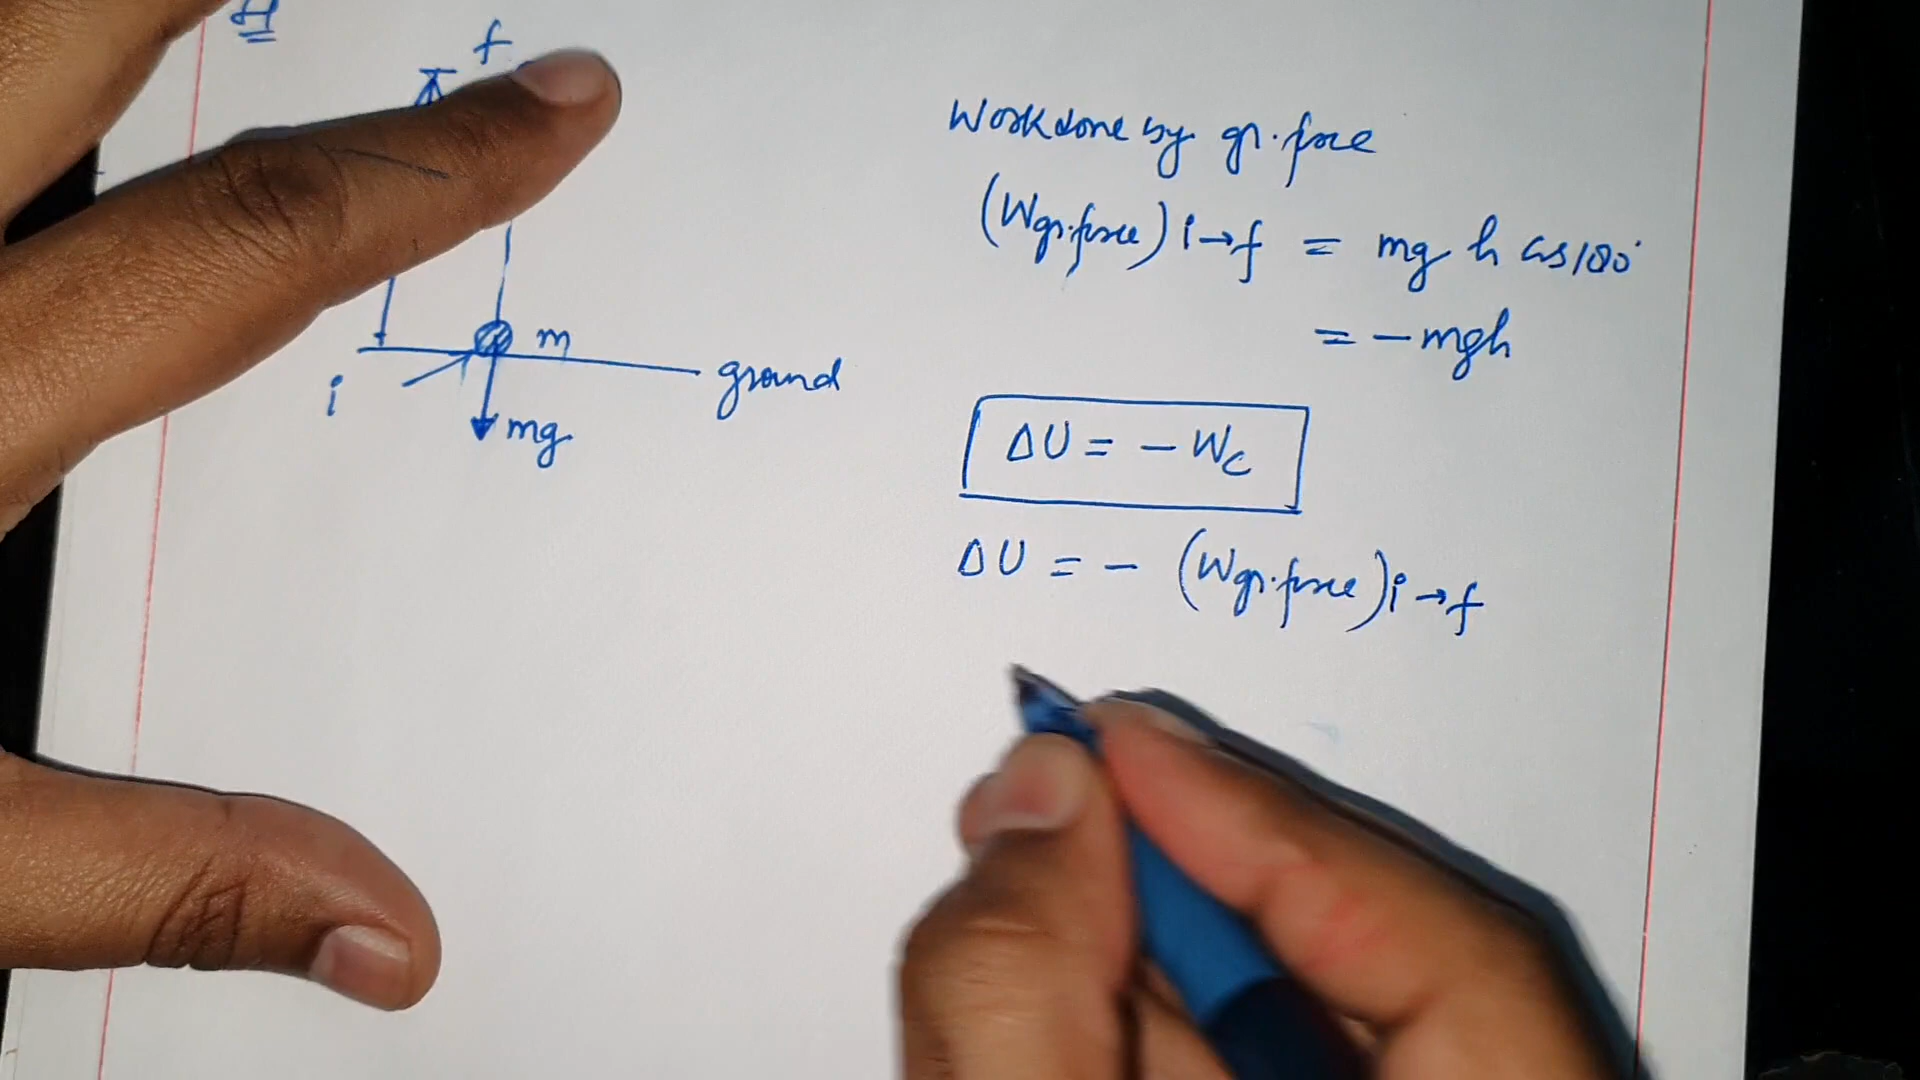 f
m
i
ground
mg
Workdone by gr. force
(Wgr.force) i→f = mg h cos180°
= -mgh
ΔU = - Wc
ΔU = - (Wgr.force) i→f